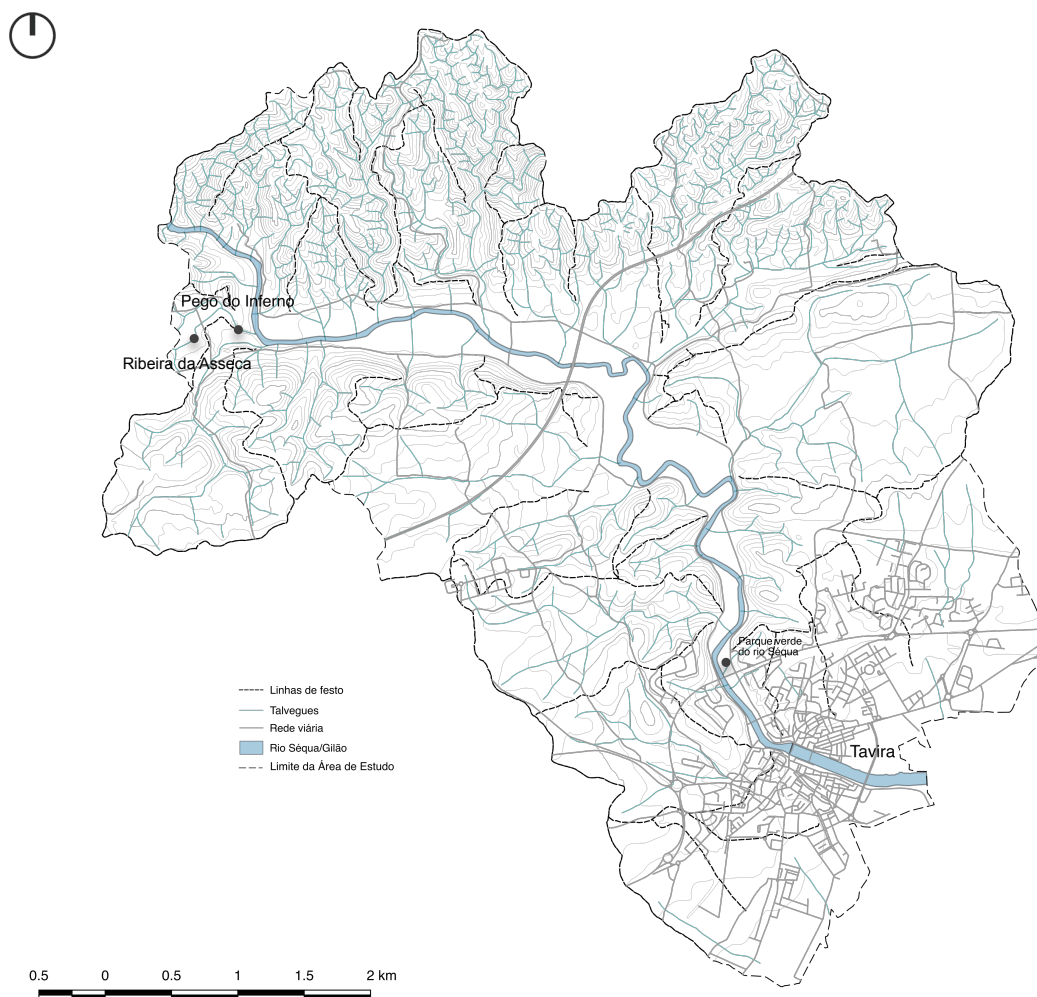 Pego do Inferno
Ribeira da Asseca
Parque verde
do rio Séqua
Tavira
Linhas de festo
Talvegues
Rede viária
Rio Séqua/Gilão
Limite da Área de Estudo
0.5 0 0.5 1 1.5 2 km